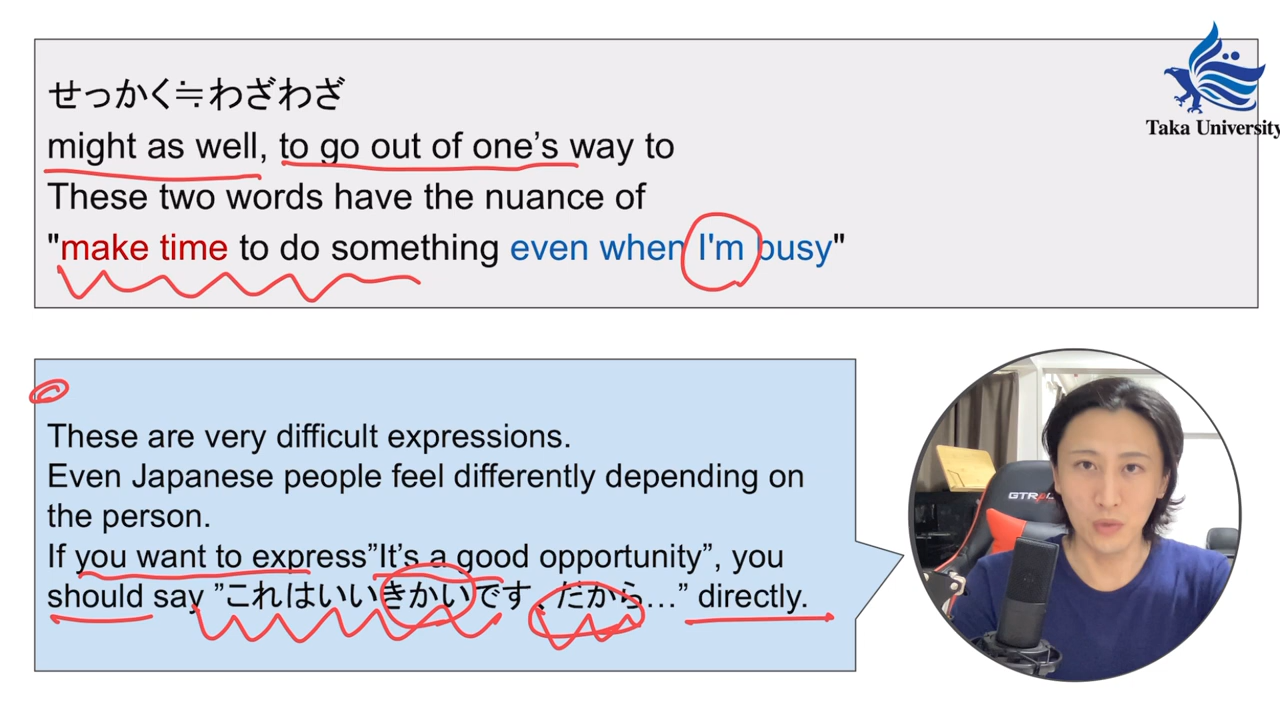 せっかく≒わざわざ
might as well, to go out of one’s way to
These two words have the nuance of
"make time to do something even when I'm busy"
Taka University
These are very difficult expressions.
Even Japanese people feel differently depending on
the person.
If you want to express”It’s a good opportunity”, you
should say ”これはいいきかいです、だから…” directly.